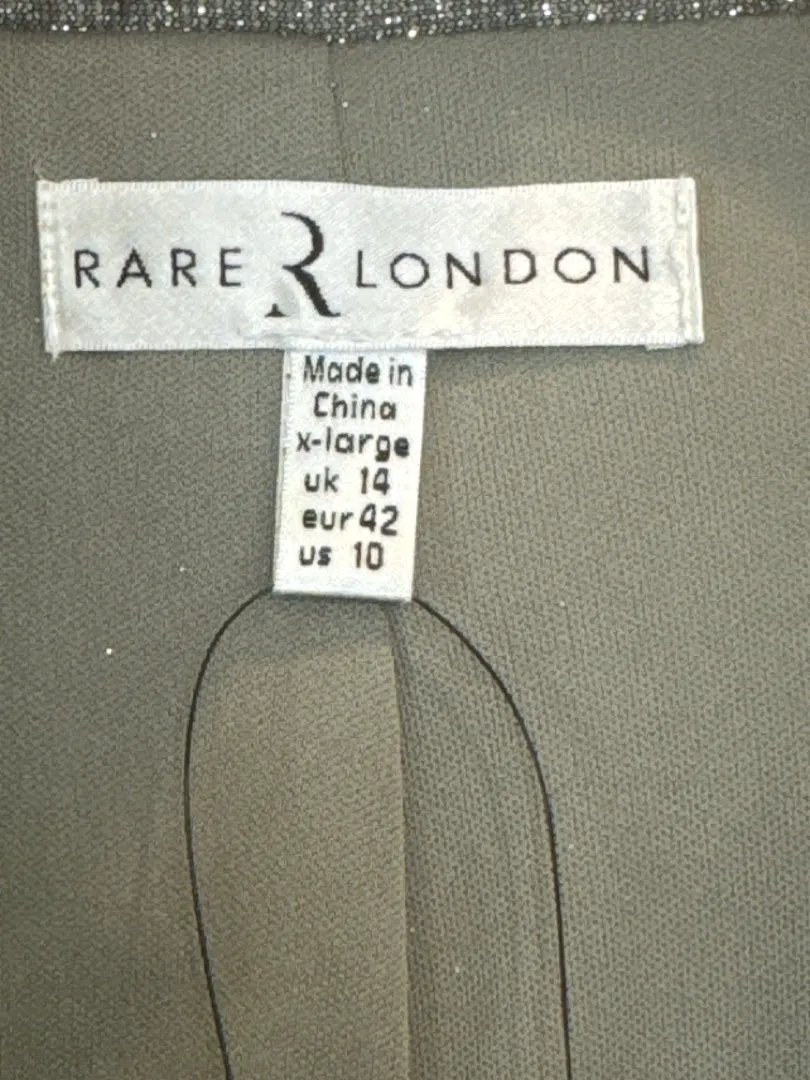 RARE R LONDON
Made in
China
x-large
uk 14
eur 42
us 10